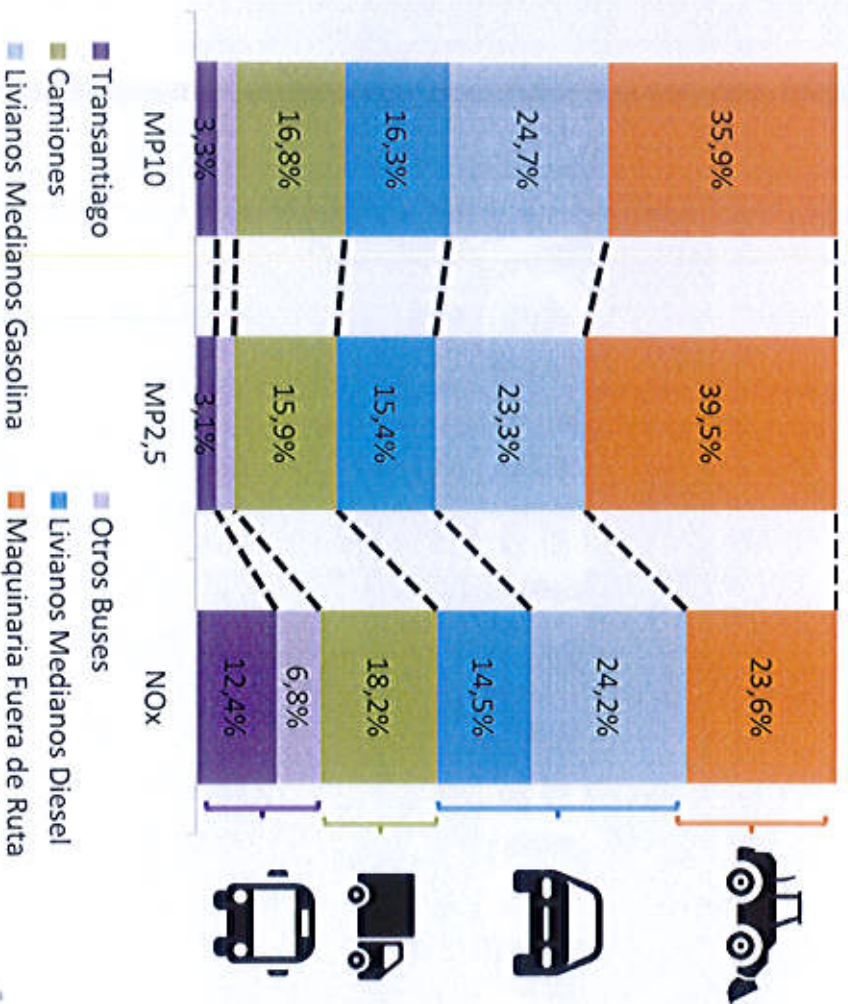 35,9%
39,5%
23,6%
24,7%
23,3%
24,2%
16,3%
15,4%
14,5%
16,8%
15,9%
18,2%
6,8%
3,3%
3,1%
12,4%
MP10
MP2,5
NOx
Transantiago
Otros Buses
Camiones
Livianos Medianos Diesel
Livianos Medianos Gasolina
Maquinaria Fuera de Ruta